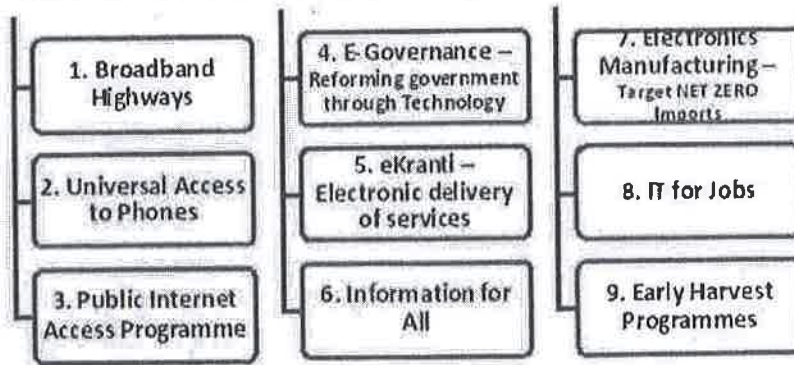 1. Broadband
Highways
2. Universal Access
to Phones
3. Public Internet
Access Programme
4. E-Governance –
Reforming government
through Technology
5. eKranti –
Electronic delivery
of services
6. Information for
All
7. Electronics
Manufacturing –
Target NET ZERO
Imports
8. IT for Jobs
9. Early Harvest
Programmes